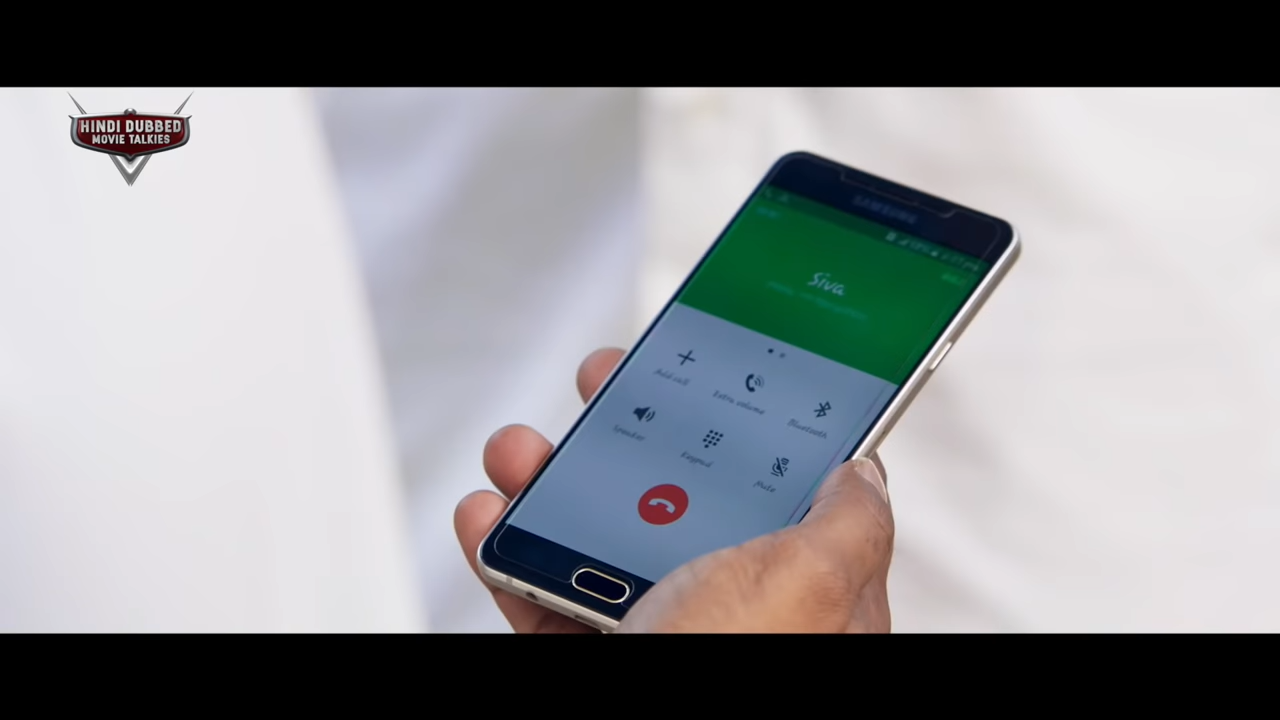 HINDI DUBBED
MOVIE TALKIES
SAMSUNG
Siva
Add call
Extra volume
Bluetooth
Speaker
Keypad
Mute